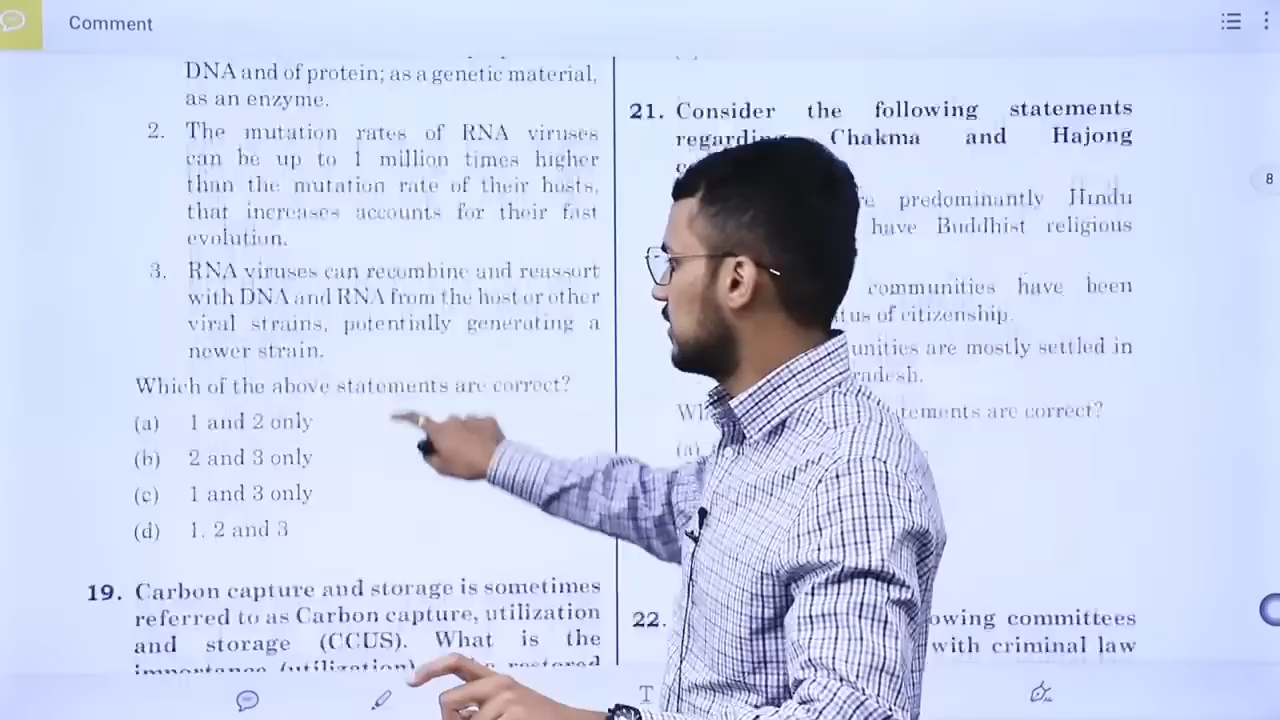 Comment
DNA and of protein; as a genetic material,
as an enzyme.
2. The mutation rates of RNA viruses
can be up to 1 million times higher
than the mutation rate of their hosts,
that increases accounts for their fast
evolution.
3. RNA viruses can recombine and reassort
with DNA and RNA from the host or other
viral strains, potentially generating a
newer strain.
Which of the above statements are correct?
(a) 1 and 2 only
(b) 2 and 3 only
(c) 1 and 3 only
(d) 1, 2 and 3
19. Carbon capture and storage is sometimes
referred to as Carbon capture, utilization
and storage (CCUS). What is the
importance (utilization)
21. Consider the following statements
regarding Chakma and Hajong
predominantly Hindu
have Buddhist religious
communities have been
of citizenship.
are mostly settled in
are correct?
(a)
22.
committees
with criminal law
8
T